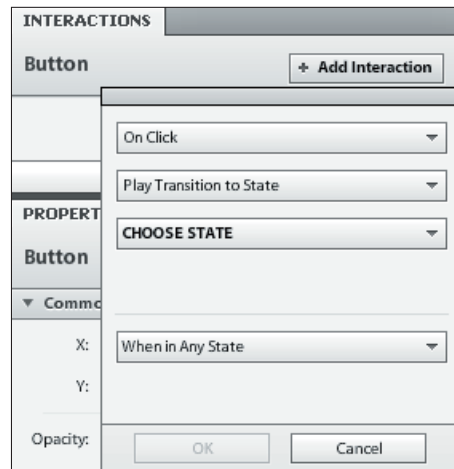 INTERACTIONS
Button
+ Add Interaction
On Click
Play Transition to State
CHOOSE STATE
PROPERT
Button
Commo
X:
When in Any State
Y:
Opacity:
OK
Cancel